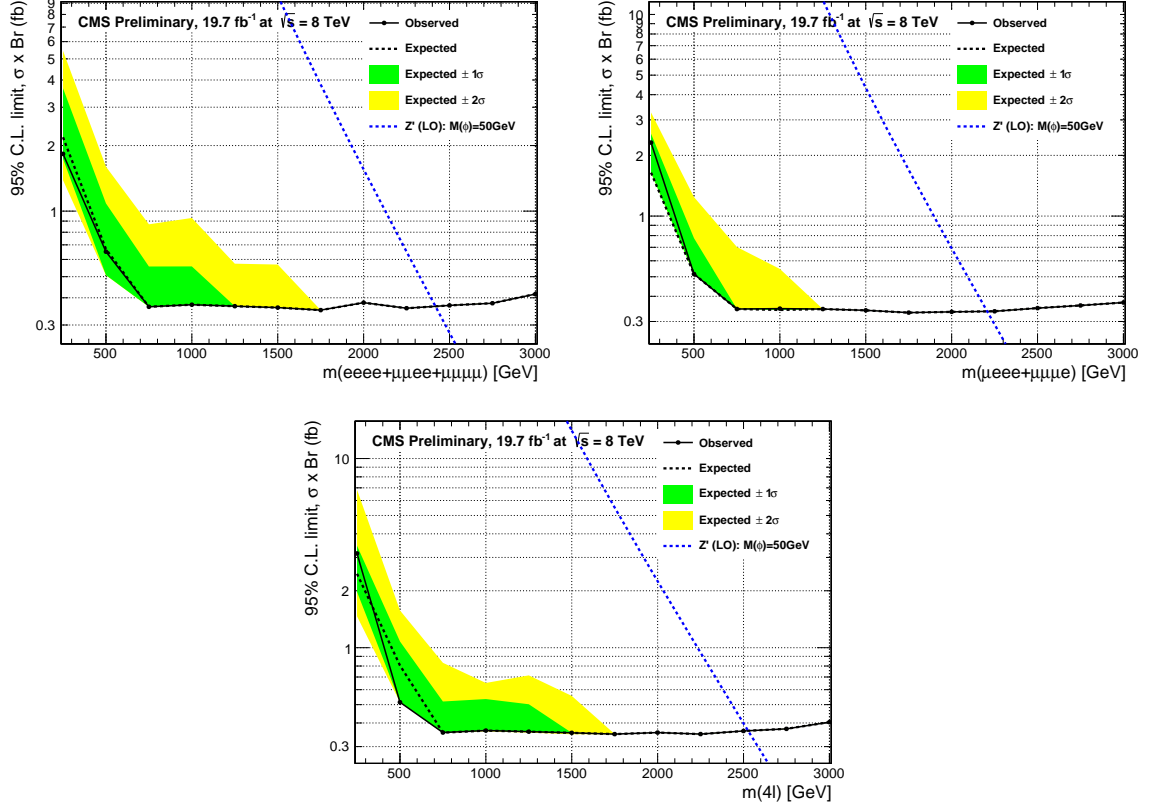 95% C.L. limit, σ x Br (fb)
9
8
7
6
5
4
3
2
1
0.3
CMS Preliminary, 19.7 fb⁻¹ at √s = 8 TeV
Observed
Expected
Expected ± 1σ
Expected ± 2σ
Z' (LO): M(ϕ)=50GeV
500 1000 1500 2000 2500 3000
m(eeee+μμee+μμμμ) [GeV]
95% C.L. limit, σ x Br (fb)
10
7
6
5
4
3
2
1
0.3
CMS Preliminary, 19.7 fb⁻¹ at √s = 8 TeV
Observed
Expected
Expected ± 1σ
Expected ± 2σ
Z' (LO): M(ϕ)=50GeV
500 1000 1500 2000 2500 3000
m(μeee+μμμe) [GeV]
95% C.L. limit, σ x Br (fb)
10
2
1
0.3
CMS Preliminary, 19.7 fb⁻¹ at √s = 8 TeV
Observed
Expected
Expected ± 1σ
Expected ± 2σ
Z' (LO): M(ϕ)=50GeV
500 1000 1500 2000 2500 3000
m(4l) [GeV]